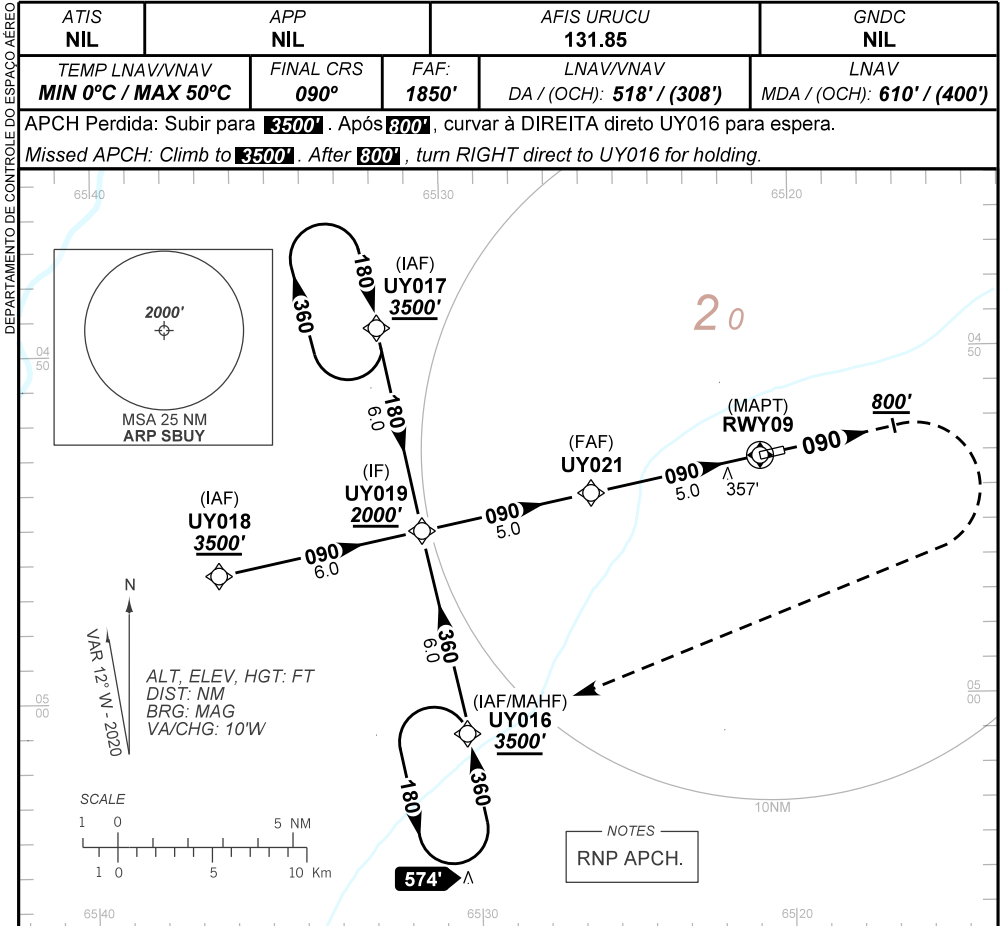 DEPARTAMENTO DE CONTROLE DO ESPAÇO AÉREO
ATIS
NIL
APP
NIL
AFIS URUCU
131.85
GNDC
NIL
TEMP LNAV/VNAV
MIN 0ºC / MAX 50ºC
FINAL CRS
090º
FAF:
1850'
LNAV/VNAV
DA / (OCH): 518' / (308')
LNAV
MDA / (OCH): 610' / (400')
APCH Perdida: Subir para 3500' . Após 800' , curvar à DIREITA direto UY016 para espera.
Missed APCH: Climb to 3500' . After 800' , turn RIGHT direct to UY016 for holding.
65 40
65 30
65 20
2000'
MSA 25 NM
ARP SBUY
180
360
(IAF)
UY017
3500'
2 0
04
50
04
50
180
6.0
(MAPT)
RWY09
800'
090
(FAF)
UY021
090
5.0
357'
(IF)
UY019
2000'
090
5.0
(IAF)
UY018
3500'
090
6.0
N
VAR 12° W - 2020
ALT, ELEV, HGT: FT
DIST: NM
BRG: MAG
VA/CHG: 10'W
360
6.0
05
00
05
00
(IAF/MAHF)
UY016
3500'
180
360
10NM
SCALE
1 0 5 NM
1 0 5 10 Km
NOTES
RNP APCH.
574'
65 40
65 30
65 20